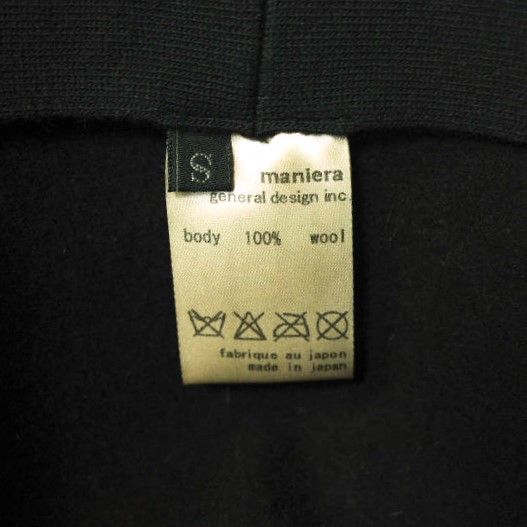 S
maniera
general design inc
body 100% wool
fabrique au japon
made in japan